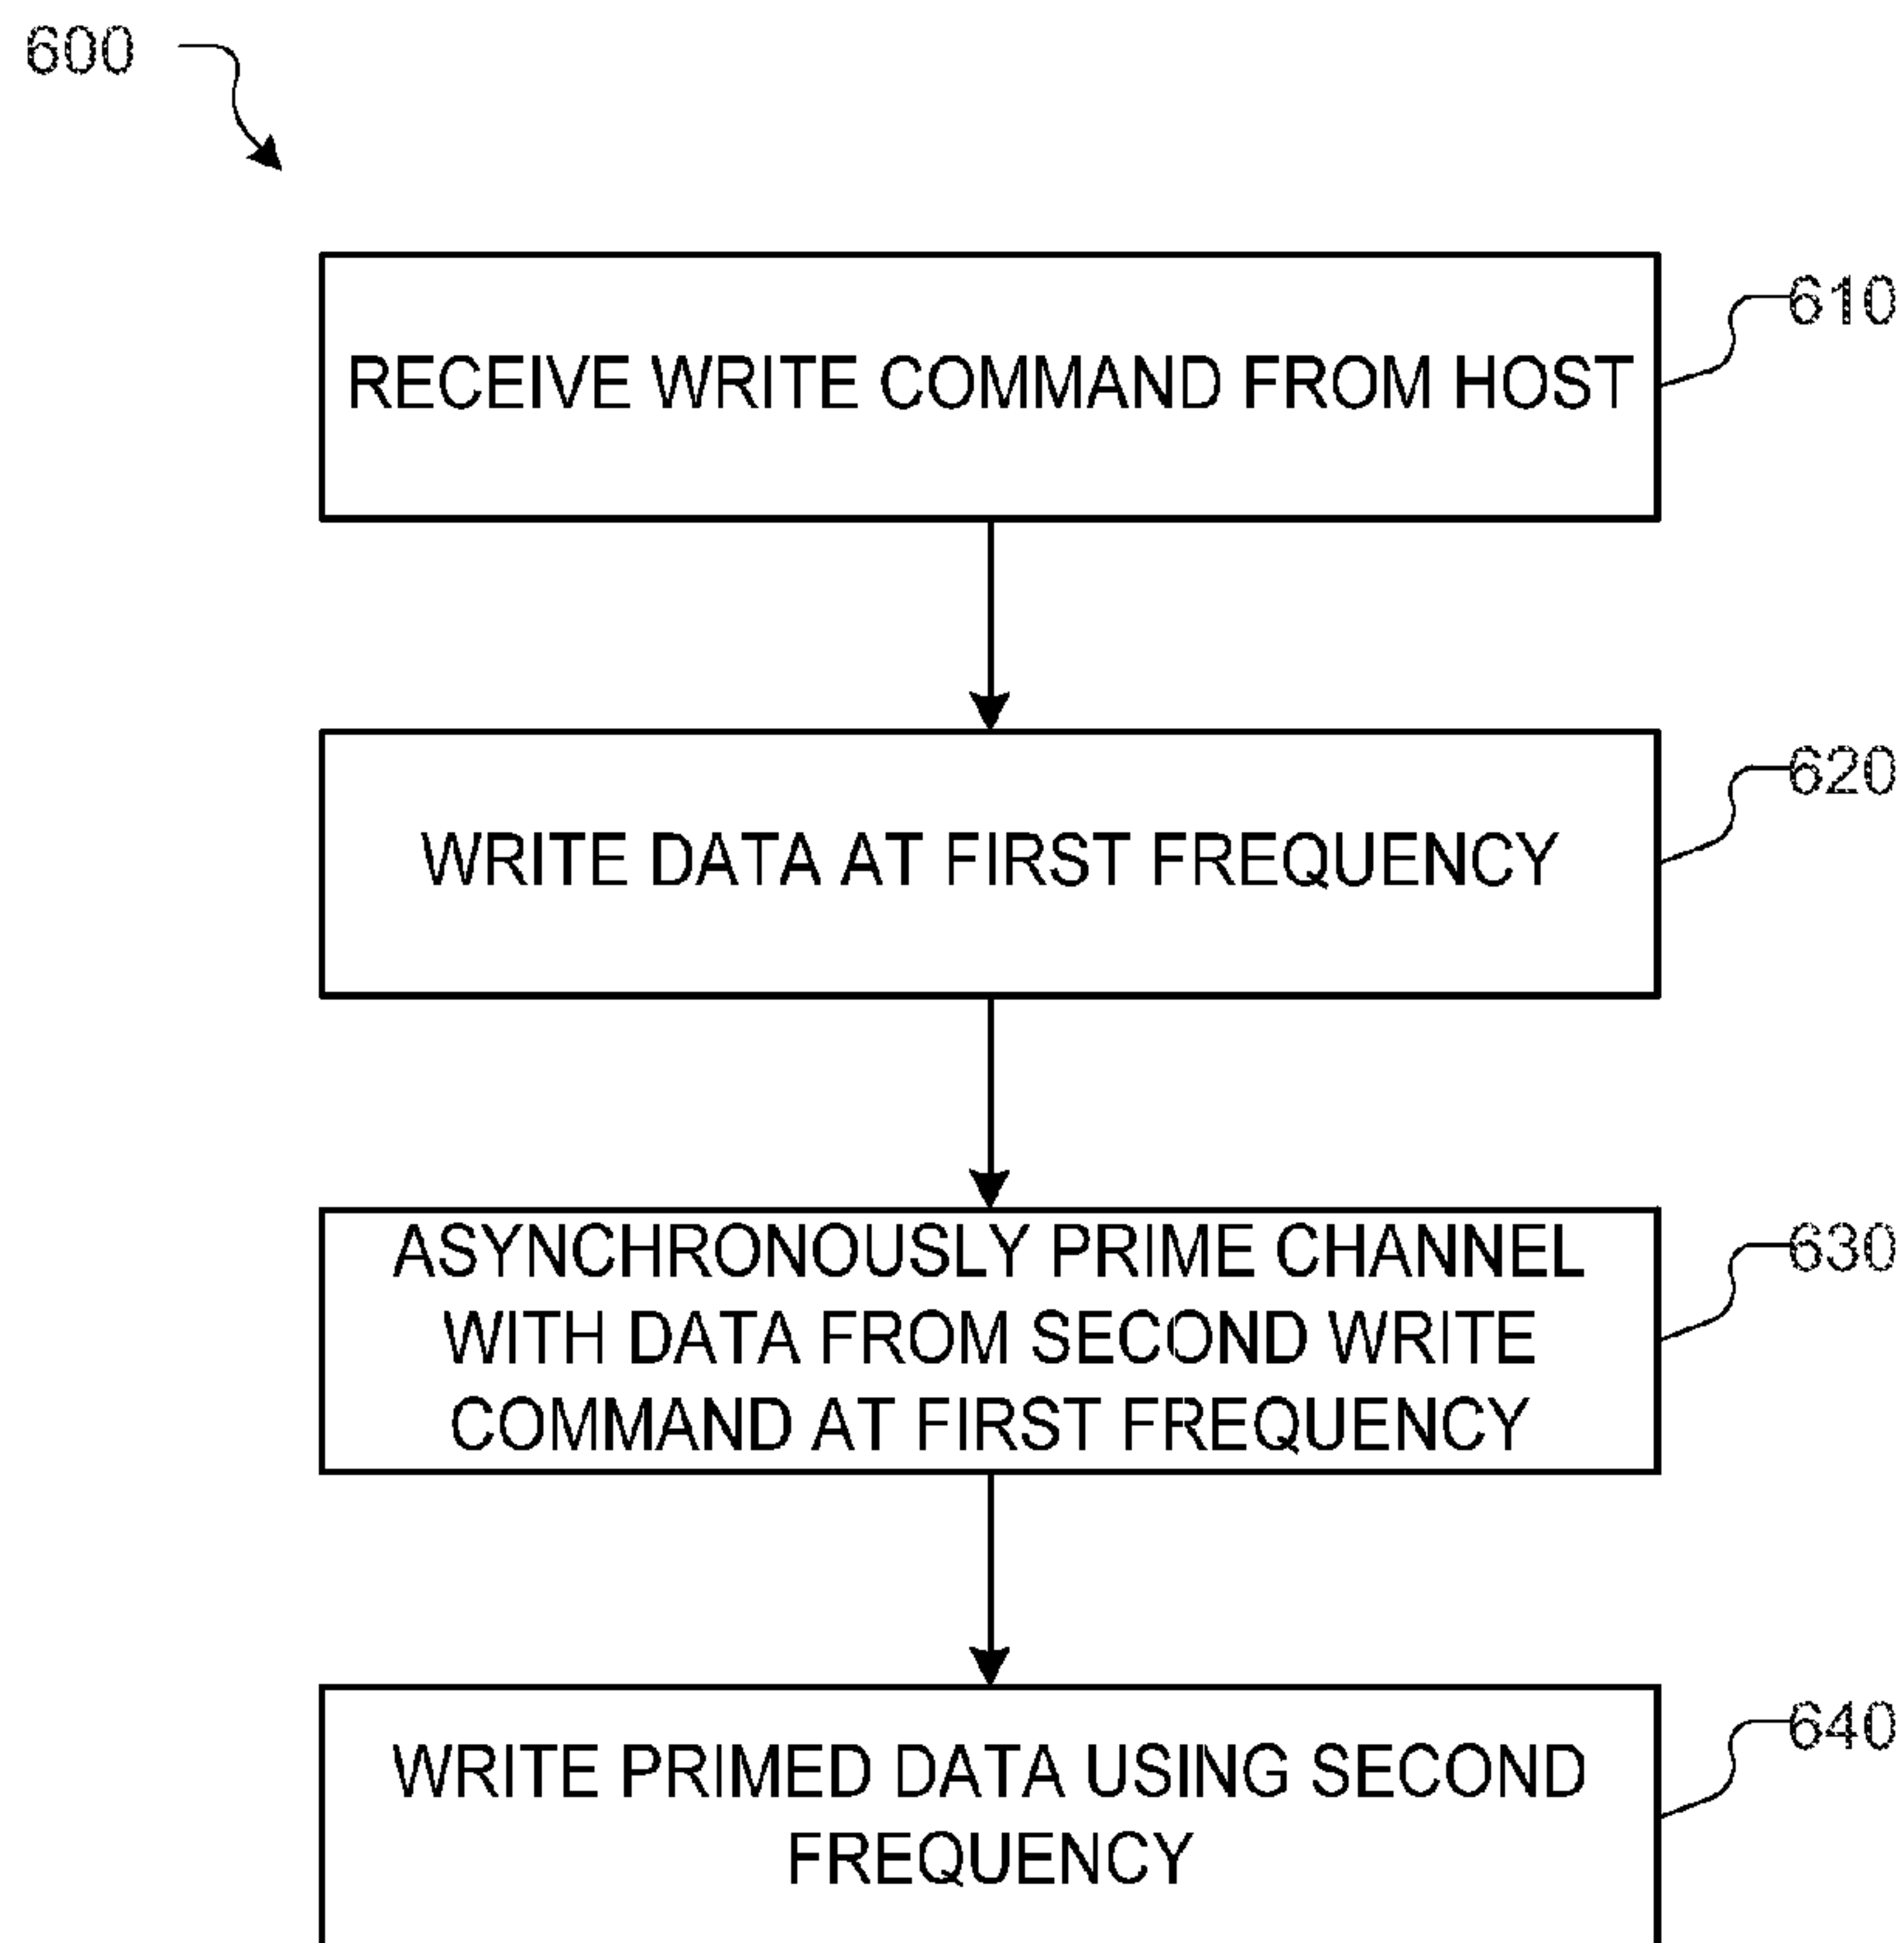 600
610
RECEIVE WRITE COMMAND FROM HOST
620
WRITE DATA AT FIRST FREQUENCY
630
ASYNCHRONOUSLY PRIME CHANNEL
WITH DATA FROM SECOND WRITE
COMMAND AT FIRST FREQUENCY
640
WRITE PRIMED DATA USING SECOND
FREQUENCY